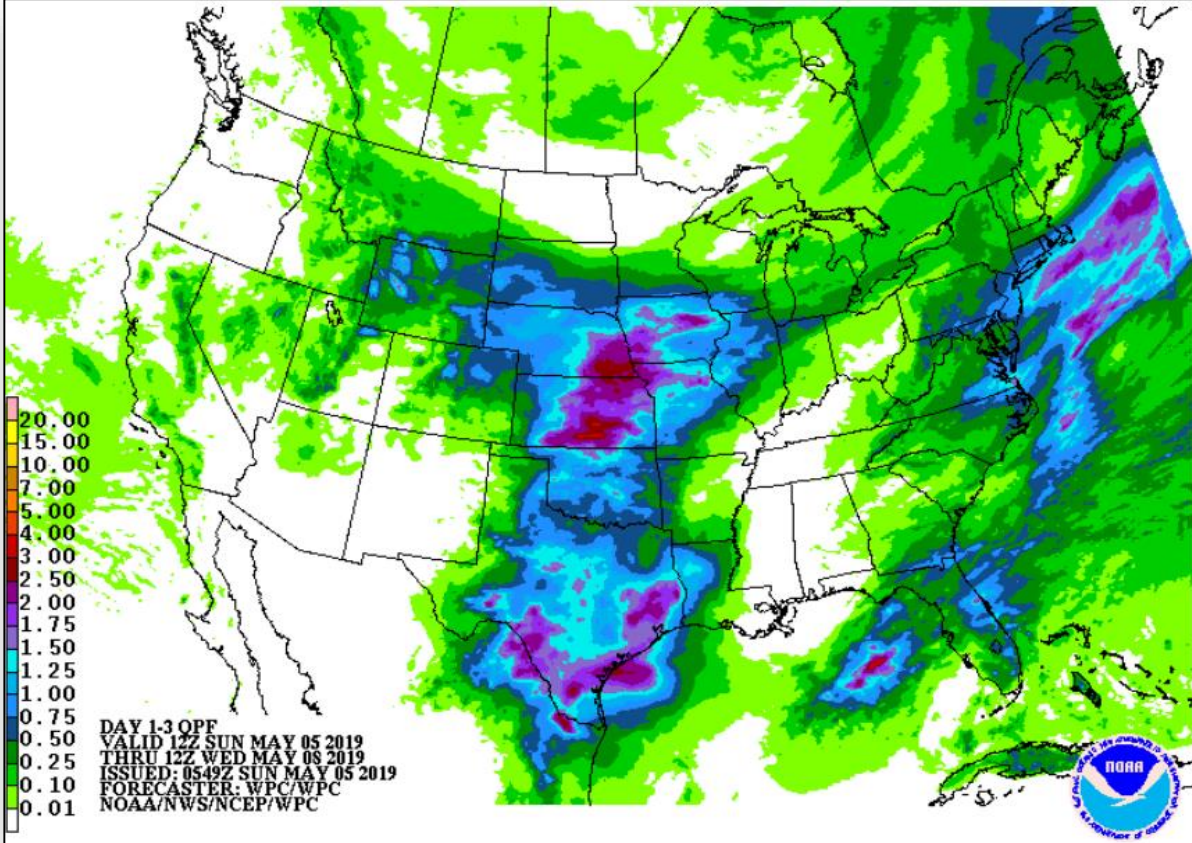 20.00
15.00
10.00
7.00
5.00
4.00
3.00
2.50
2.00
1.75
1.50
1.25
1.00
0.75
0.50
0.25
0.10
0.01
DAY 1-3 QPF
VALID 12Z SUN MAY 05 2019
THRU 12Z WED MAY 08 2019
ISSUED: 0549Z SUN MAY 05 2019
FORECASTER: WPC/WPC
NOAA/NWS/NCEP/WPC
NOAA